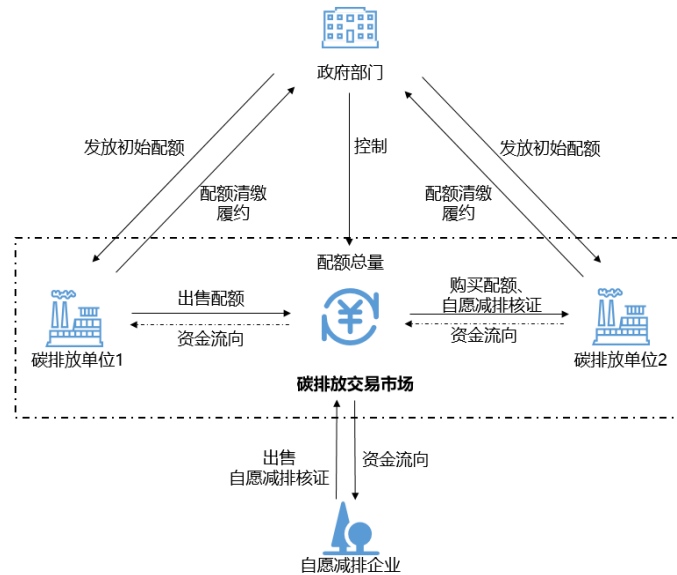 政府部门
发放初始配额
控制
发放初始配额
配额清缴
履约
配额清缴
履约
配额总量
出售配额
购买配额、
自愿减排核证
资金流向
资金流向
碳排放单位1
碳排放单位2
碳排放交易市场
出售
自愿减排核证
资金流向
自愿减排企业